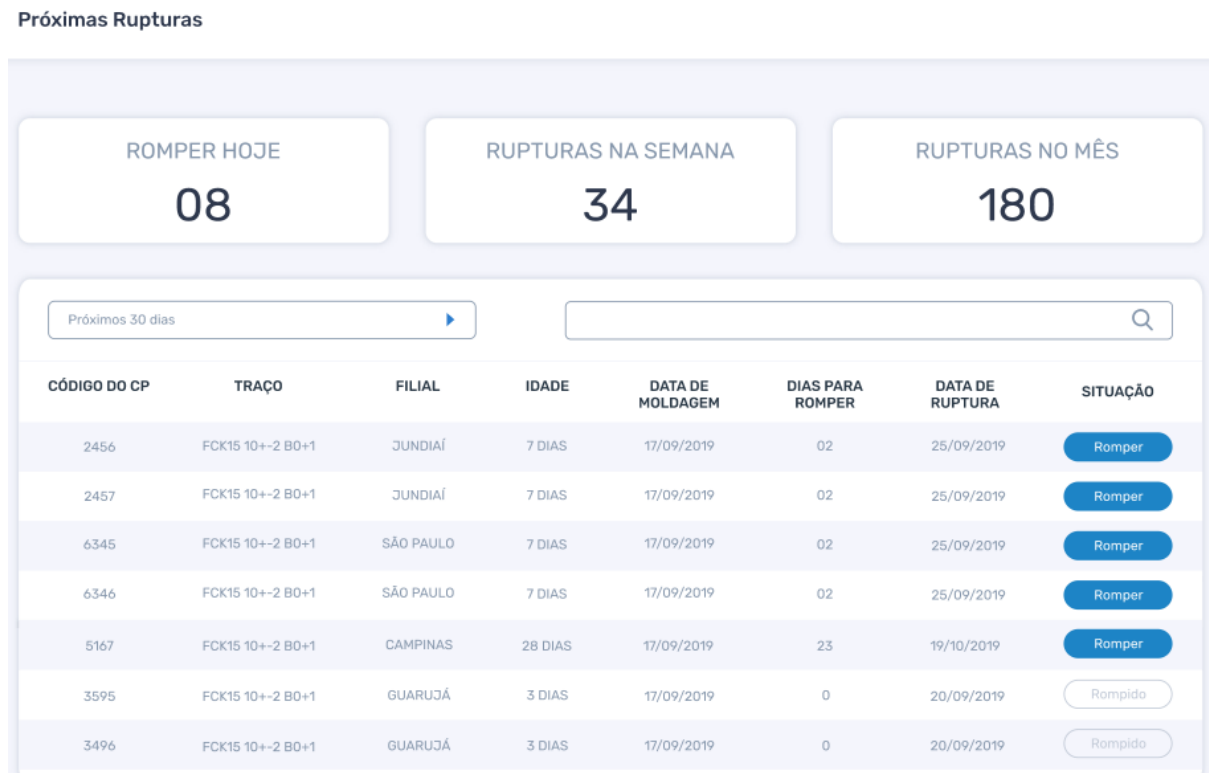 Próximas Rupturas
ROMPER HOJE
08
RUPTURAS NA SEMANA
34
RUPTURAS NO MÊS
180
Próximos 30 dias
CÓDIGO DO CP TRAÇO FILIAL IDADE DATA DE MOLDAGEM DIAS PARA ROMPER DATA DE RUPTURA SITUAÇÃO
2456 FCK15 10+-2 B0+1 JUNDIAÍ 7 DIAS 17/09/2019 02 25/09/2019 Romper
2457 FCK15 10+-2 B0+1 JUNDIAÍ 7 DIAS 17/09/2019 02 25/09/2019 Romper
6345 FCK15 10+-2 B0+1 SÃO PAULO 7 DIAS 17/09/2019 02 25/09/2019 Romper
6346 FCK15 10+-2 B0+1 SÃO PAULO 7 DIAS 17/09/2019 02 25/09/2019 Romper
5167 FCK15 10+-2 B0+1 CAMPINAS 28 DIAS 17/09/2019 23 19/10/2019 Romper
3595 FCK15 10+-2 B0+1 GUARUJÁ 3 DIAS 17/09/2019 0 20/09/2019 Rompido
3496 FCK15 10+-2 B0+1 GUARUJÁ 3 DIAS 17/09/2019 0 20/09/2019 Rompido